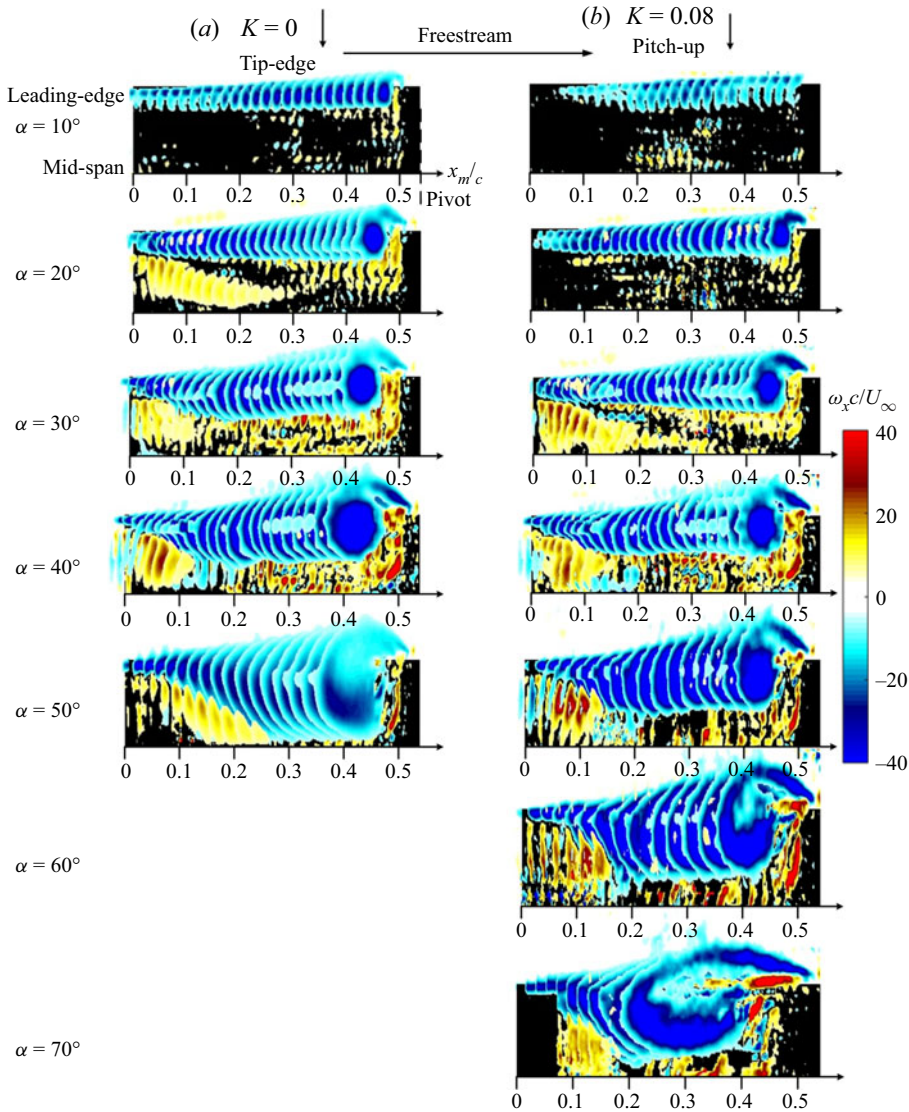 (a) K = 0
(b) K = 0.08
Freestream
Tip-edge
Pitch-up
Leading-edge
α = 10°
Mid-span
x_m/c
0 0.1 0.2 0.3 0.4 0.5
Pivot
0 0.1 0.2 0.3 0.4 0.5
α = 20°
0 0.1 0.2 0.3 0.4 0.5
0 0.1 0.2 0.3 0.4 0.5
α = 30°
0 0.1 0.2 0.3 0.4 0.5
0 0.1 0.2 0.3 0.4 0.5
ω_x c/U_∞
40
20
0
–20
–40
α = 40°
0 0.1 0.2 0.3 0.4 0.5
0 0.1 0.2 0.3 0.4 0.5
α = 50°
0 0.1 0.2 0.3 0.4 0.5
0 0.1 0.2 0.3 0.4 0.5
α = 60°
0 0.1 0.2 0.3 0.4 0.5
α = 70°
0 0.1 0.2 0.3 0.4 0.5